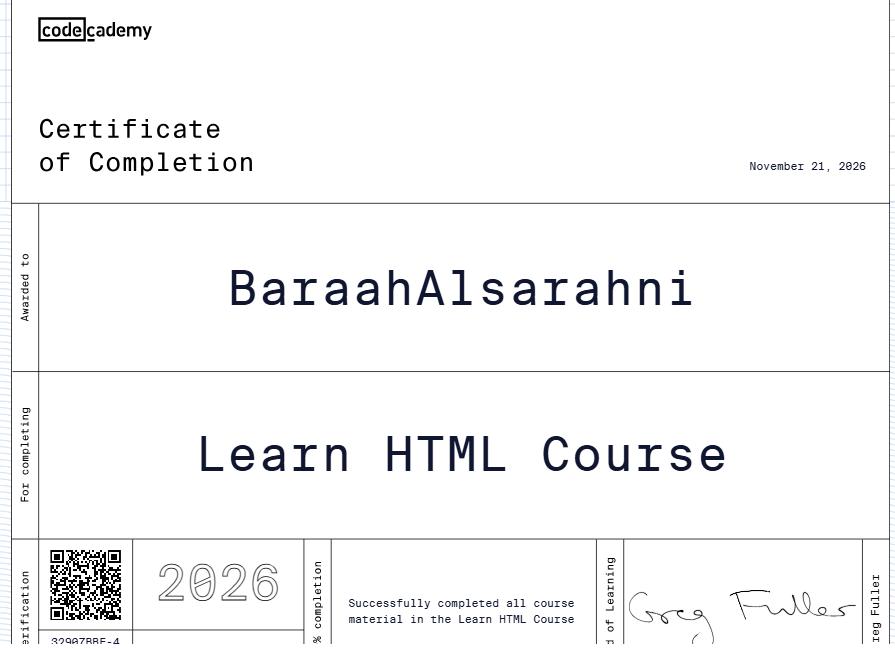 codecademy
Certificate
of Completion
November 21, 2026
Awarded to
BaraahAlsarahni
For completing
Learn HTML Course
2026
Successfully completed all course
material in the Learn HTML Course
% completion
of Learning
Greg Fuller
Fuller